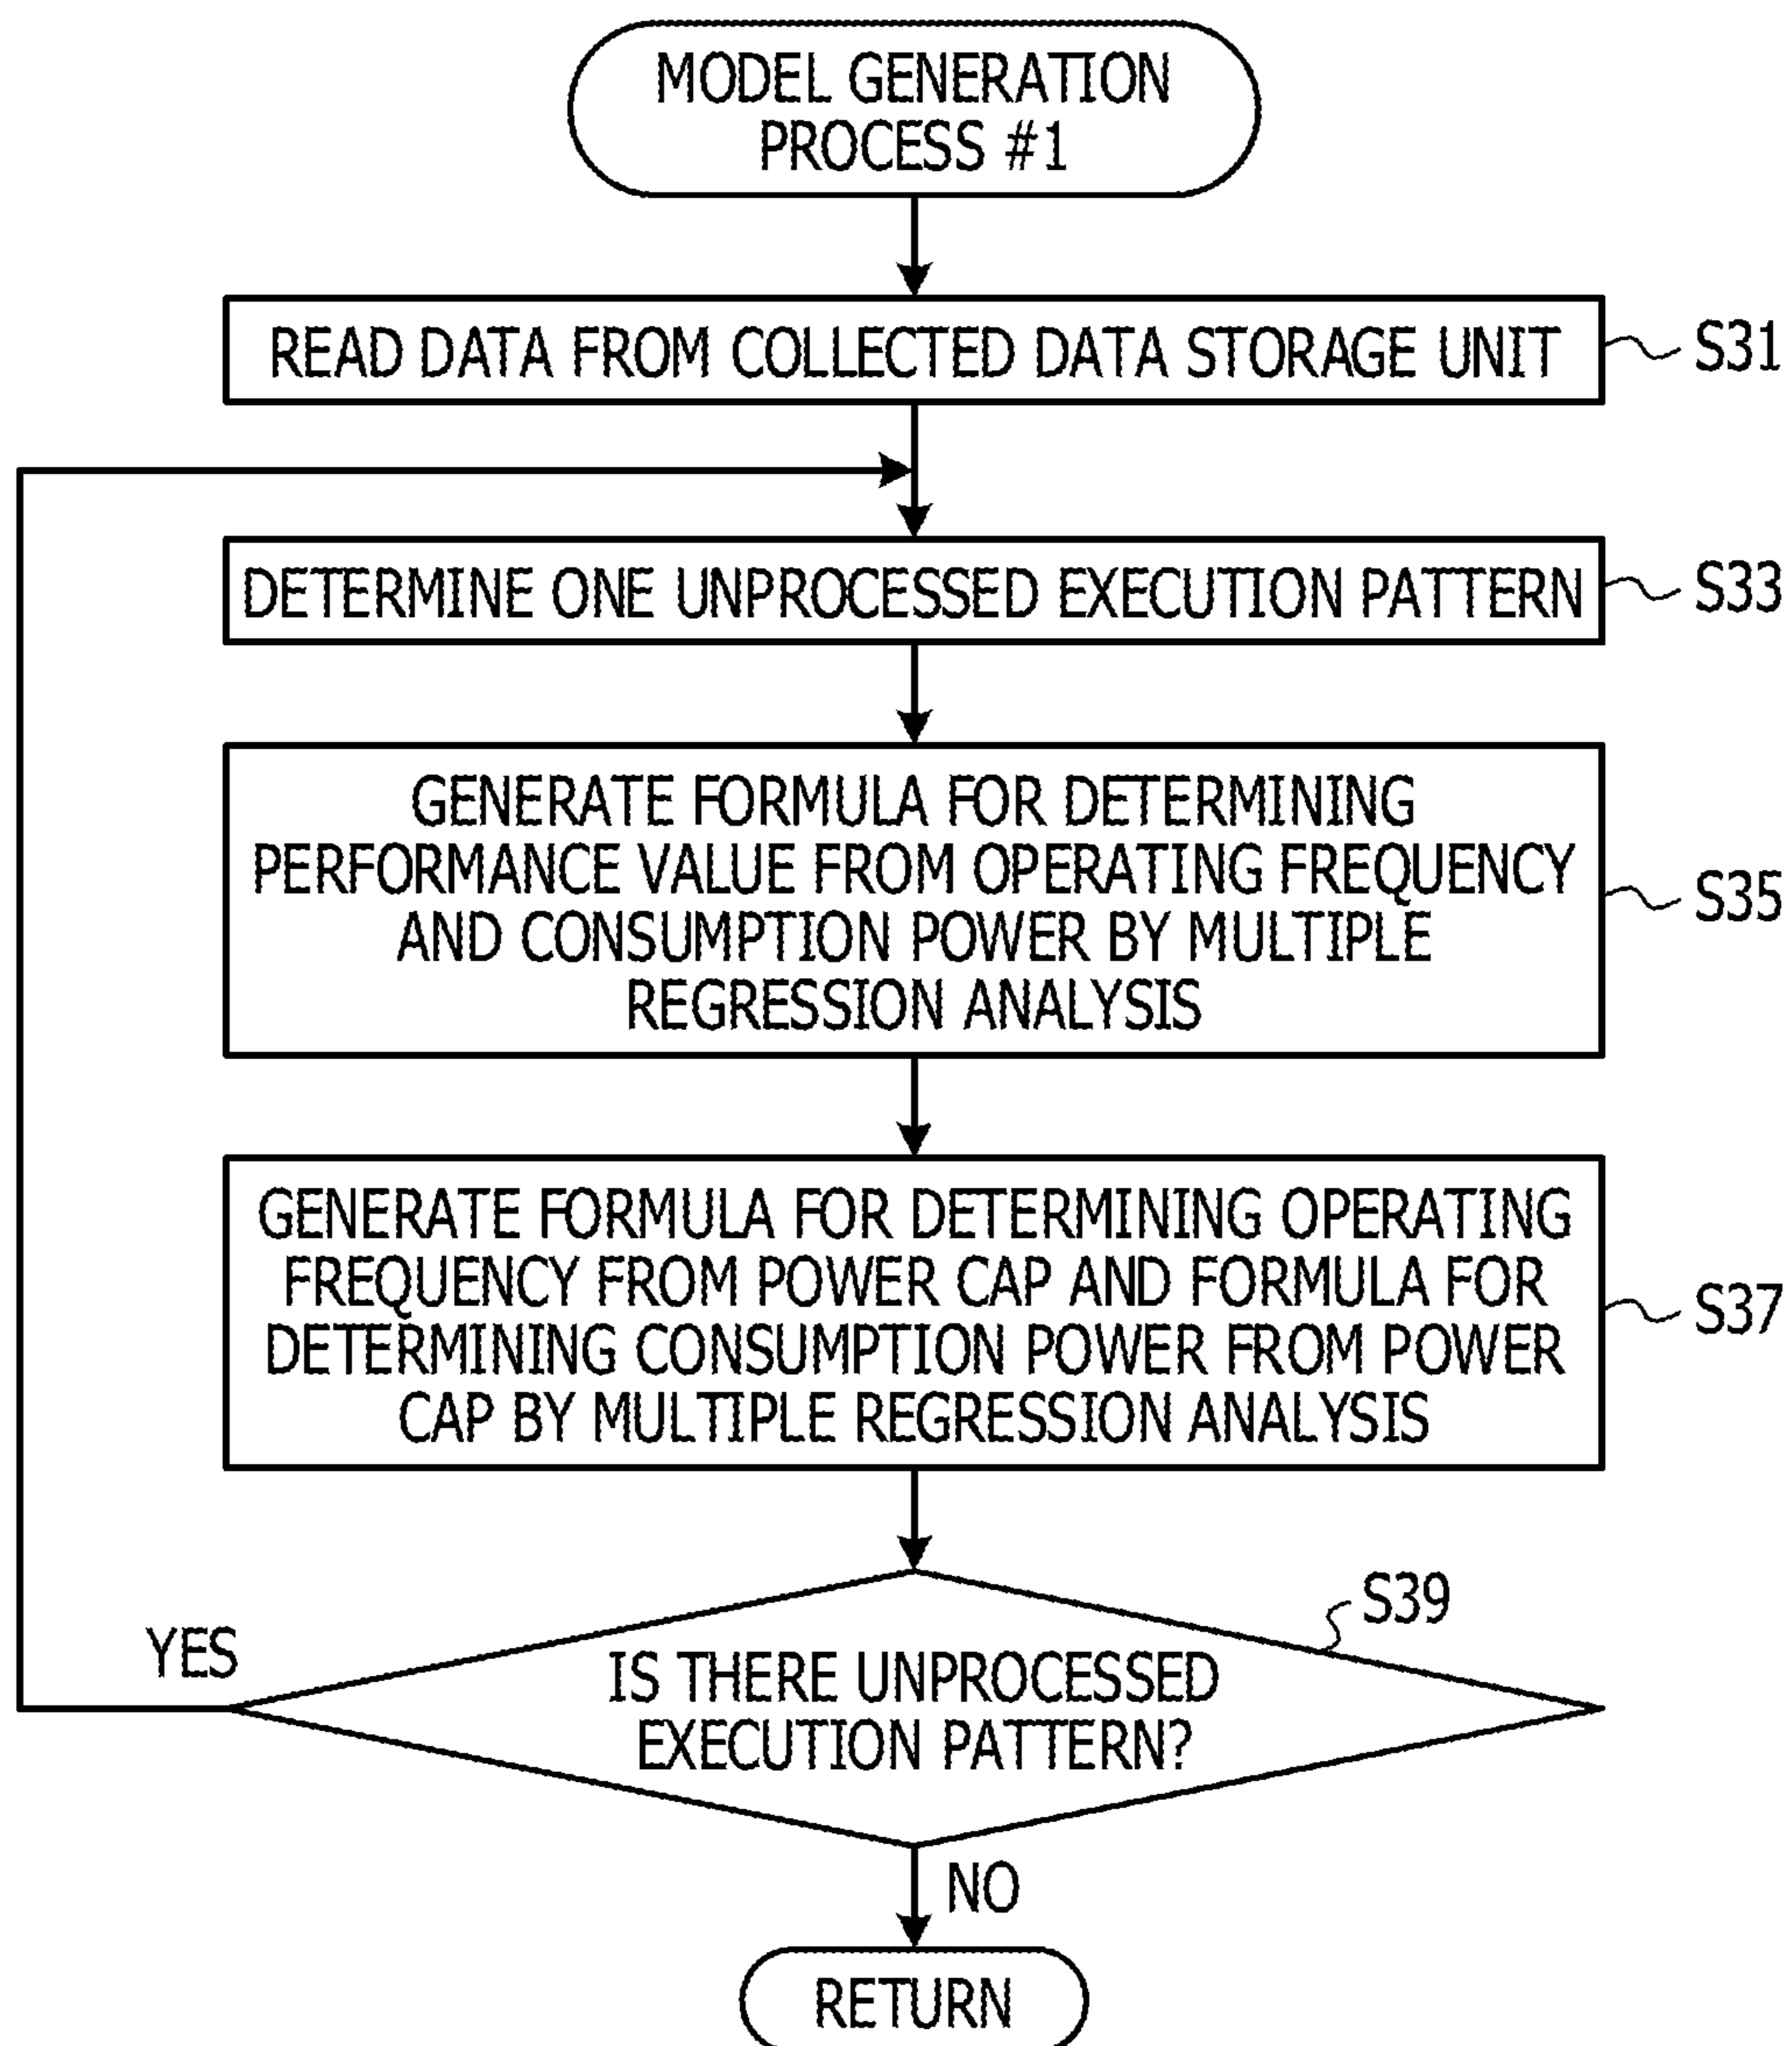 MODEL GENERATION
PROCESS #1
READ DATA FROM COLLECTED DATA STORAGE UNIT
S31
DETERMINE ONE UNPROCESSED EXECUTION PATTERN
S33
GENERATE FORMULA FOR DETERMINING
PERFORMANCE VALUE FROM OPERATING FREQUENCY
AND CONSUMPTION POWER BY MULTIPLE
REGRESSION ANALYSIS
S35
GENERATE FORMULA FOR DETERMINING OPERATING
FREQUENCY FROM POWER CAP AND FORMULA FOR
DETERMINING CONSUMPTION POWER FROM POWER
CAP BY MULTIPLE REGRESSION ANALYSIS
S37
S39
YES
IS THERE UNPROCESSED
EXECUTION PATTERN?
NO
RETURN